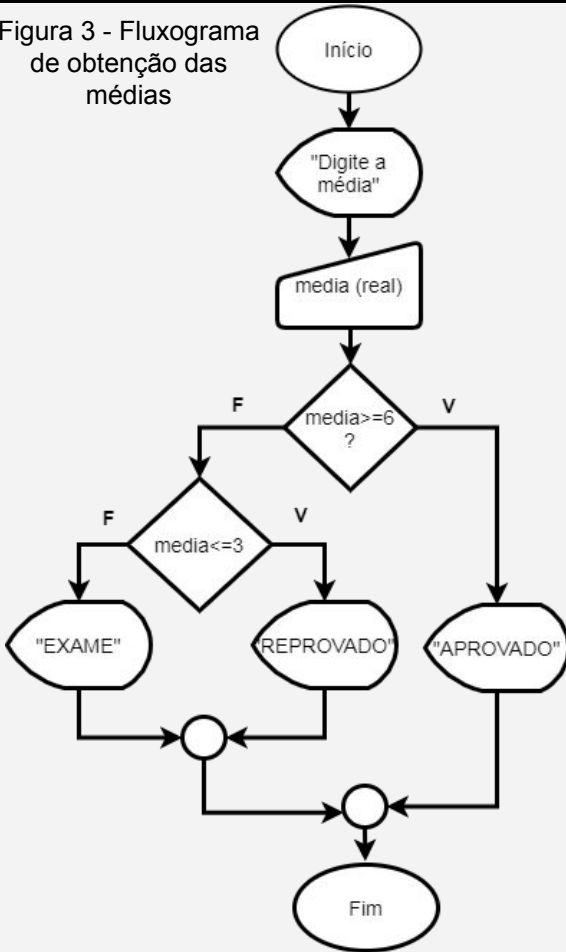 Figura 3 - Fluxograma
de obtenção das
médias
Início
"Digite a
média"
media (real)
F
media>=6
?
V
F
media<=3
V
"EXAME"
"REPROVADO"
"APROVADO"
Fim